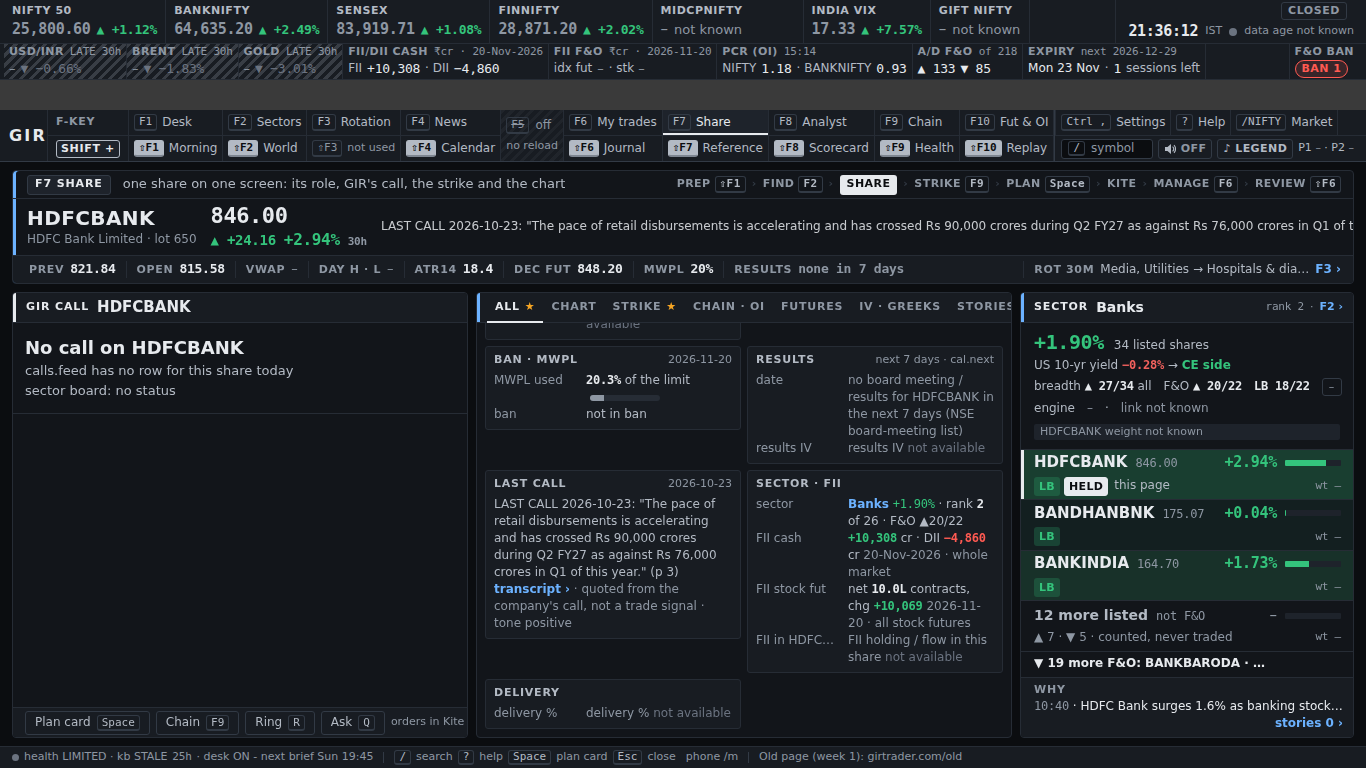 NIFTY 50 BANKNIFTY SENSEX FINNIFTY MIDCPNIFTY INDIA VIX GIFT NIFTY CLOSED
25,800.60 ▲ +1.12% 64,635.20 ▲ +2.49% 83,919.71 ▲ +1.08% 28,871.20 ▲ +2.02% – not known 17.33 ▲ +7.57% – not known 21:36:12 IST data age not known
USD/INR LATE 30h BRENT LATE 30h GOLD LATE 30h FII/DII CASH ₹cr · 20-Nov-2026 FII F&O ₹cr · 2026-11-20 PCR (OI) 15:14 A/D F&O of 218 EXPIRY next 2026-12-29 F&O BAN
– ▼ −0.66% – ▼ −1.83% – ▼ −3.01% FII +10,308 · DII −4,860 idx fut – · stk – NIFTY 1.18 · BANKNIFTY 0.93 ▲ 133 ▼ 85 Mon 23 Nov · 1 sessions left BAN 1
GIR F-KEY F1 Desk F2 Sectors F3 Rotation F4 News F5 off F6 My trades F7 Share F8 Analyst F9 Chain F10 Fut & OI Ctrl , Settings ? Help /NIFTY Market
SHIFT + ⇧F1 Morning ⇧F2 World ⇧F3 not used ⇧F4 Calendar no reload ⇧F6 Journal ⇧F7 Reference ⇧F8 Scorecard ⇧F9 Health ⇧F10 Replay / symbol OFF ♪ LEGEND P1 – · P2 –
F7 SHARE one share on one screen: its role, GIR's call, the strike and the chart PREP ⇧F1 › FIND F2 › SHARE › STRIKE F9 › PLAN Space › KITE › MANAGE F6 › REVIEW ⇧F6
HDFCBANK 846.00
HDFC Bank Limited · lot 650 ▲ +24.16 +2.94% 30h LAST CALL 2026-10-23: "The pace of retail disbursements is accelerating and has crossed Rs 90,000 crores during Q2 FY27 as against Rs 76,000 crores in Q1 of t
PREV 821.84 OPEN 815.58 VWAP – DAY H · L – ATR14 18.4 DEC FUT 848.20 MWPL 20% RESULTS none in 7 days ROT 30M Media, Utilities → Hospitals & dia… F3 ›
GIR CALL HDFCBANK
No call on HDFCBANK
calls.feed has no row for this share today
sector board: no status
Plan card Space Chain F9 Ring R Ask Q orders in Kite
ALL ★ CHART STRIKE ★ CHAIN · OI FUTURES IV · GREEKS STORIES
available
BAN · MWPL 2026-11-20
MWPL used 20.3% of the limit
ban not in ban
RESULTS next 7 days · cal.next
date no board meeting /
results for HDFCBANK in
the next 7 days (NSE
board-meeting list)
results IV results IV not available
LAST CALL 2026-10-23
LAST CALL 2026-10-23: "The pace of
retail disbursements is accelerating
and has crossed Rs 90,000 crores
during Q2 FY27 as against Rs 76,000
crores in Q1 of this year." (p 3)
transcript › · quoted from the
company's call, not a trade signal ·
tone positive
SECTOR · FII
sector Banks +1.90% · rank 2
of 26 · F&O ▲20/22
FII cash +10,308 cr · DII −4,860
cr 20-Nov-2026 · whole
market
FII stock fut net 10.0L contracts,
chg +10,069 2026-11-
20 · all stock futures
FII in HDFC… FII holding / flow in this
share not available
DELIVERY
delivery % delivery % not available
SECTOR Banks rank 2 · F2 ›
+1.90% 34 listed shares
US 10-yr yield −0.28% → CE side
breadth ▲ 27/34 all F&O ▲ 20/22 LB 18/22 –
engine – · link not known
HDFCBANK weight not known
HDFCBANK 846.00 +2.94%
LB HELD this page wt –
BANDHANBNK 175.07 +0.04%
LB wt –
BANKINDIA 164.70 +1.73%
LB wt –
12 more listed not F&O –
▲ 7 · ▼ 5 · counted, never traded wt –
▼ 19 more F&O: BANKBARODA · …
WHY
10:40 · HDFC Bank surges 1.6% as banking stock…
stories 0 ›
health LIMITED · kb STALE 25h · desk ON – next brief Sun 19:45 / search ? help Space plan card Esc close phone /m Old page (week 1): girtrader.com/old